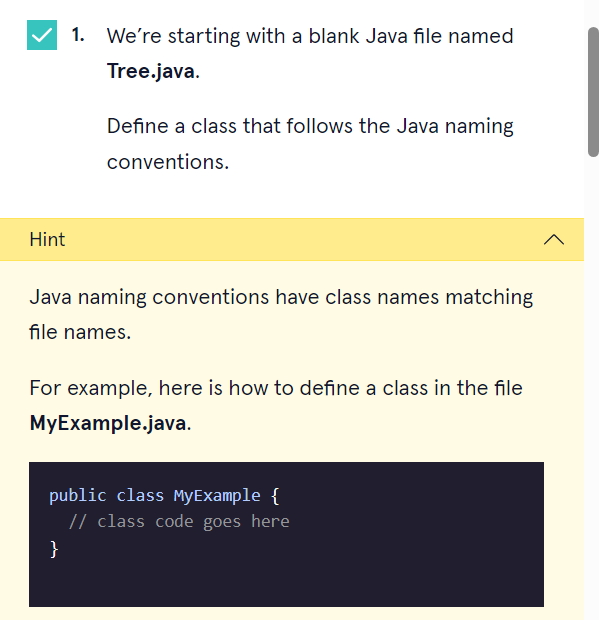 1. We’re starting with a blank Java file named
Tree.java.
Define a class that follows the Java naming
conventions.
Hint
Java naming conventions have class names matching
file names.
For example, here is how to define a class in the file
MyExample.java.
public class MyExample {
  // class code goes here
}